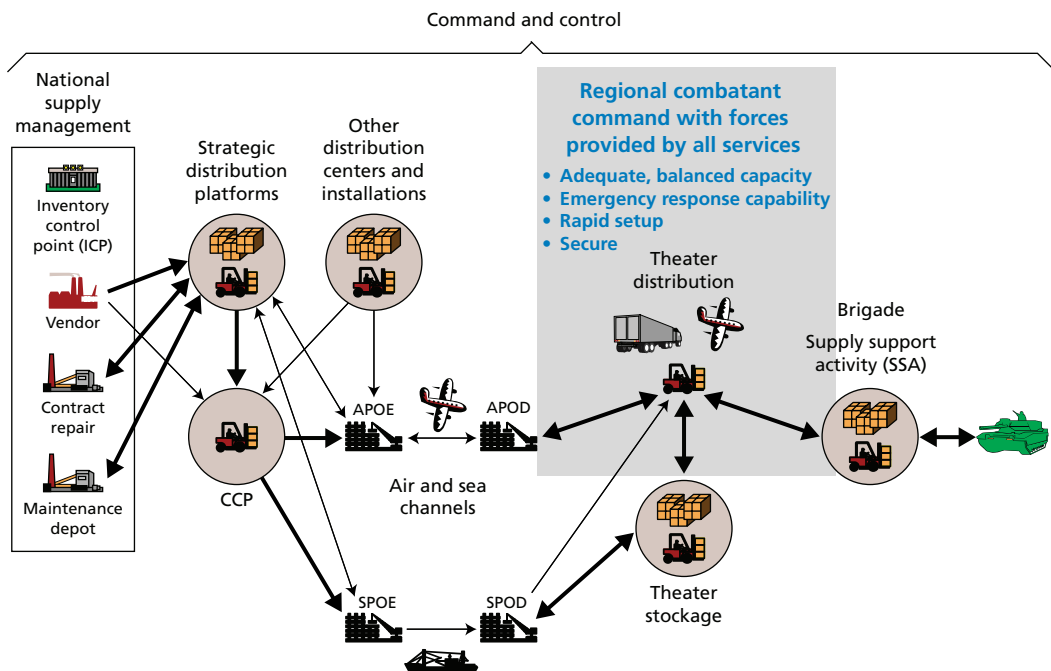 Command and control
National
supply
management
Inventory
control
point (ICP)
Vendor
Contract
repair
Maintenance
depot
Strategic
distribution
platforms
Other
distribution
centers and
installations
CCP
APOE
APOD
Air and sea
channels
SPOE
SPOD
Regional combatant
command with forces
provided by all services
• Adequate, balanced capacity
• Emergency response capability
• Rapid setup
• Secure
Theater
distribution
Theater
stockage
Brigade
Supply support
activity (SSA)